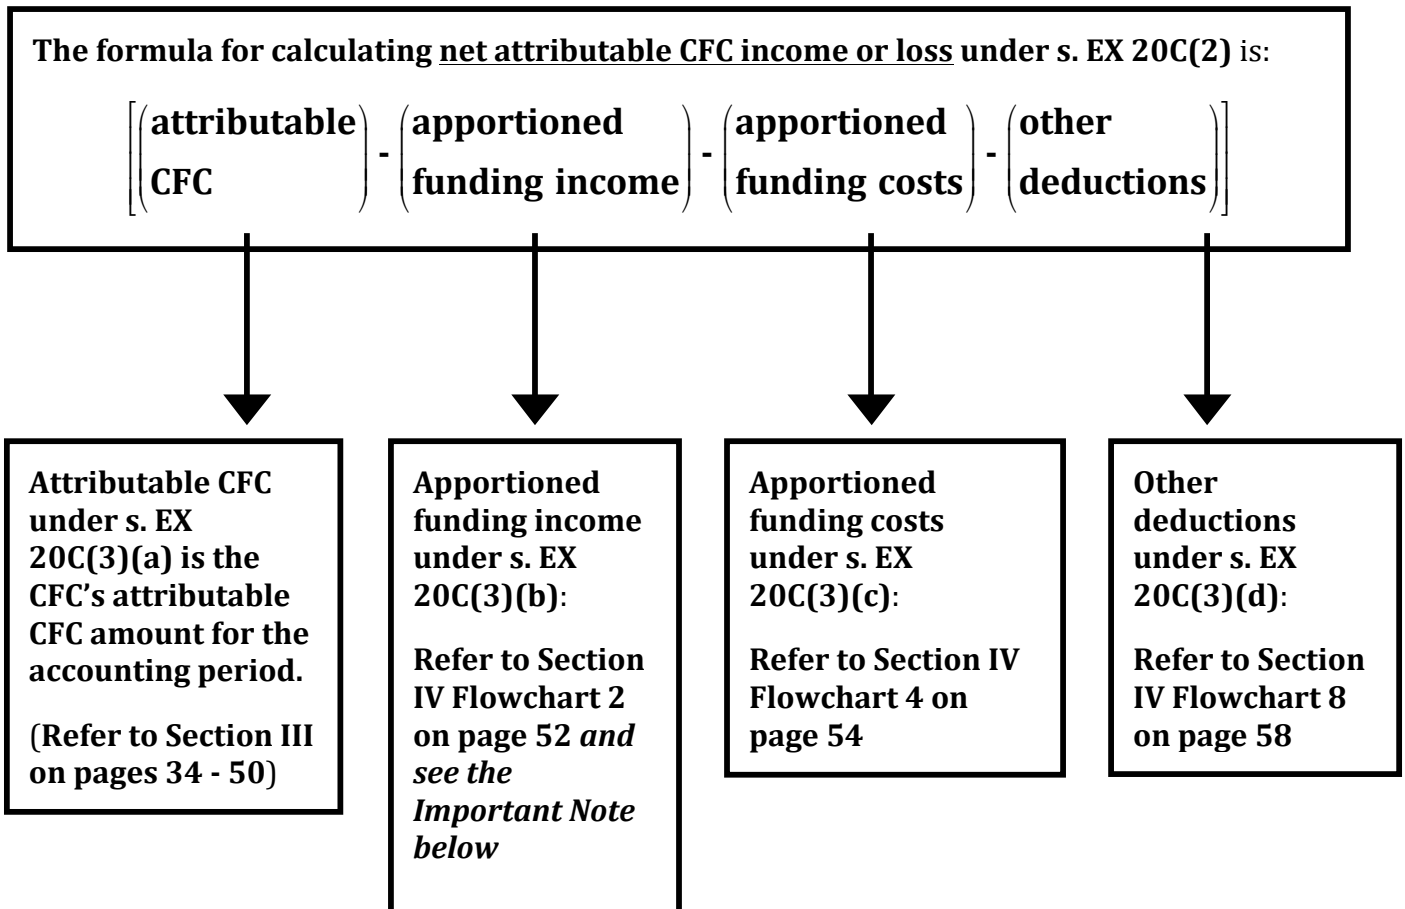 The formula for calculating net attributable CFC income or loss under s. EX 20C(2) is:
[(attributable CFC) - (apportioned funding income) - (apportioned funding costs) - (other deductions)]
Attributable CFC
under s. EX
20C(3)(a) is the
CFC’s attributable
CFC amount for the
accounting period.
(Refer to Section III
on pages 34 - 50)
Apportioned
funding income
under s. EX
20C(3)(b):
Refer to Section
IV Flowchart 2
on page 52 and
see the
Important Note
below
Apportioned
funding costs
under s. EX
20C(3)(c):
Refer to Section IV
Flowchart 4 on
page 54
Other
deductions
under s. EX
20C(3)(d):
Refer to Section
IV Flowchart 8
on page 58